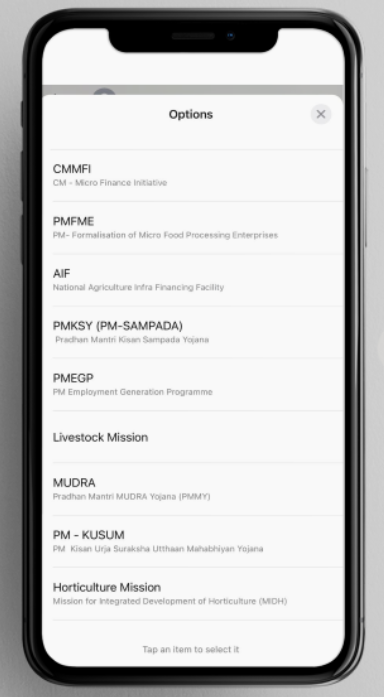 Options
CMMFI
CM - Micro Finance Initiative
PMFME
PM- Formalisation of Micro Food Processing Enterprises
AIF
National Agriculture Infra Financing Facility
PMKSY (PM-SAMPADA)
Pradhan Mantri Kisan Sampada Yojana
PMEGP
PM Employment Generation Programme
Livestock Mission
MUDRA
Pradhan Mantri MUDRA Yojana (PMMY)
PM - KUSUM
PM Kisan Urja Suraksha Utthaan Mahabhiyan Yojana
Horticulture Mission
Mission for Integrated Development of Horticulture (MIDH)
Tap an item to select it